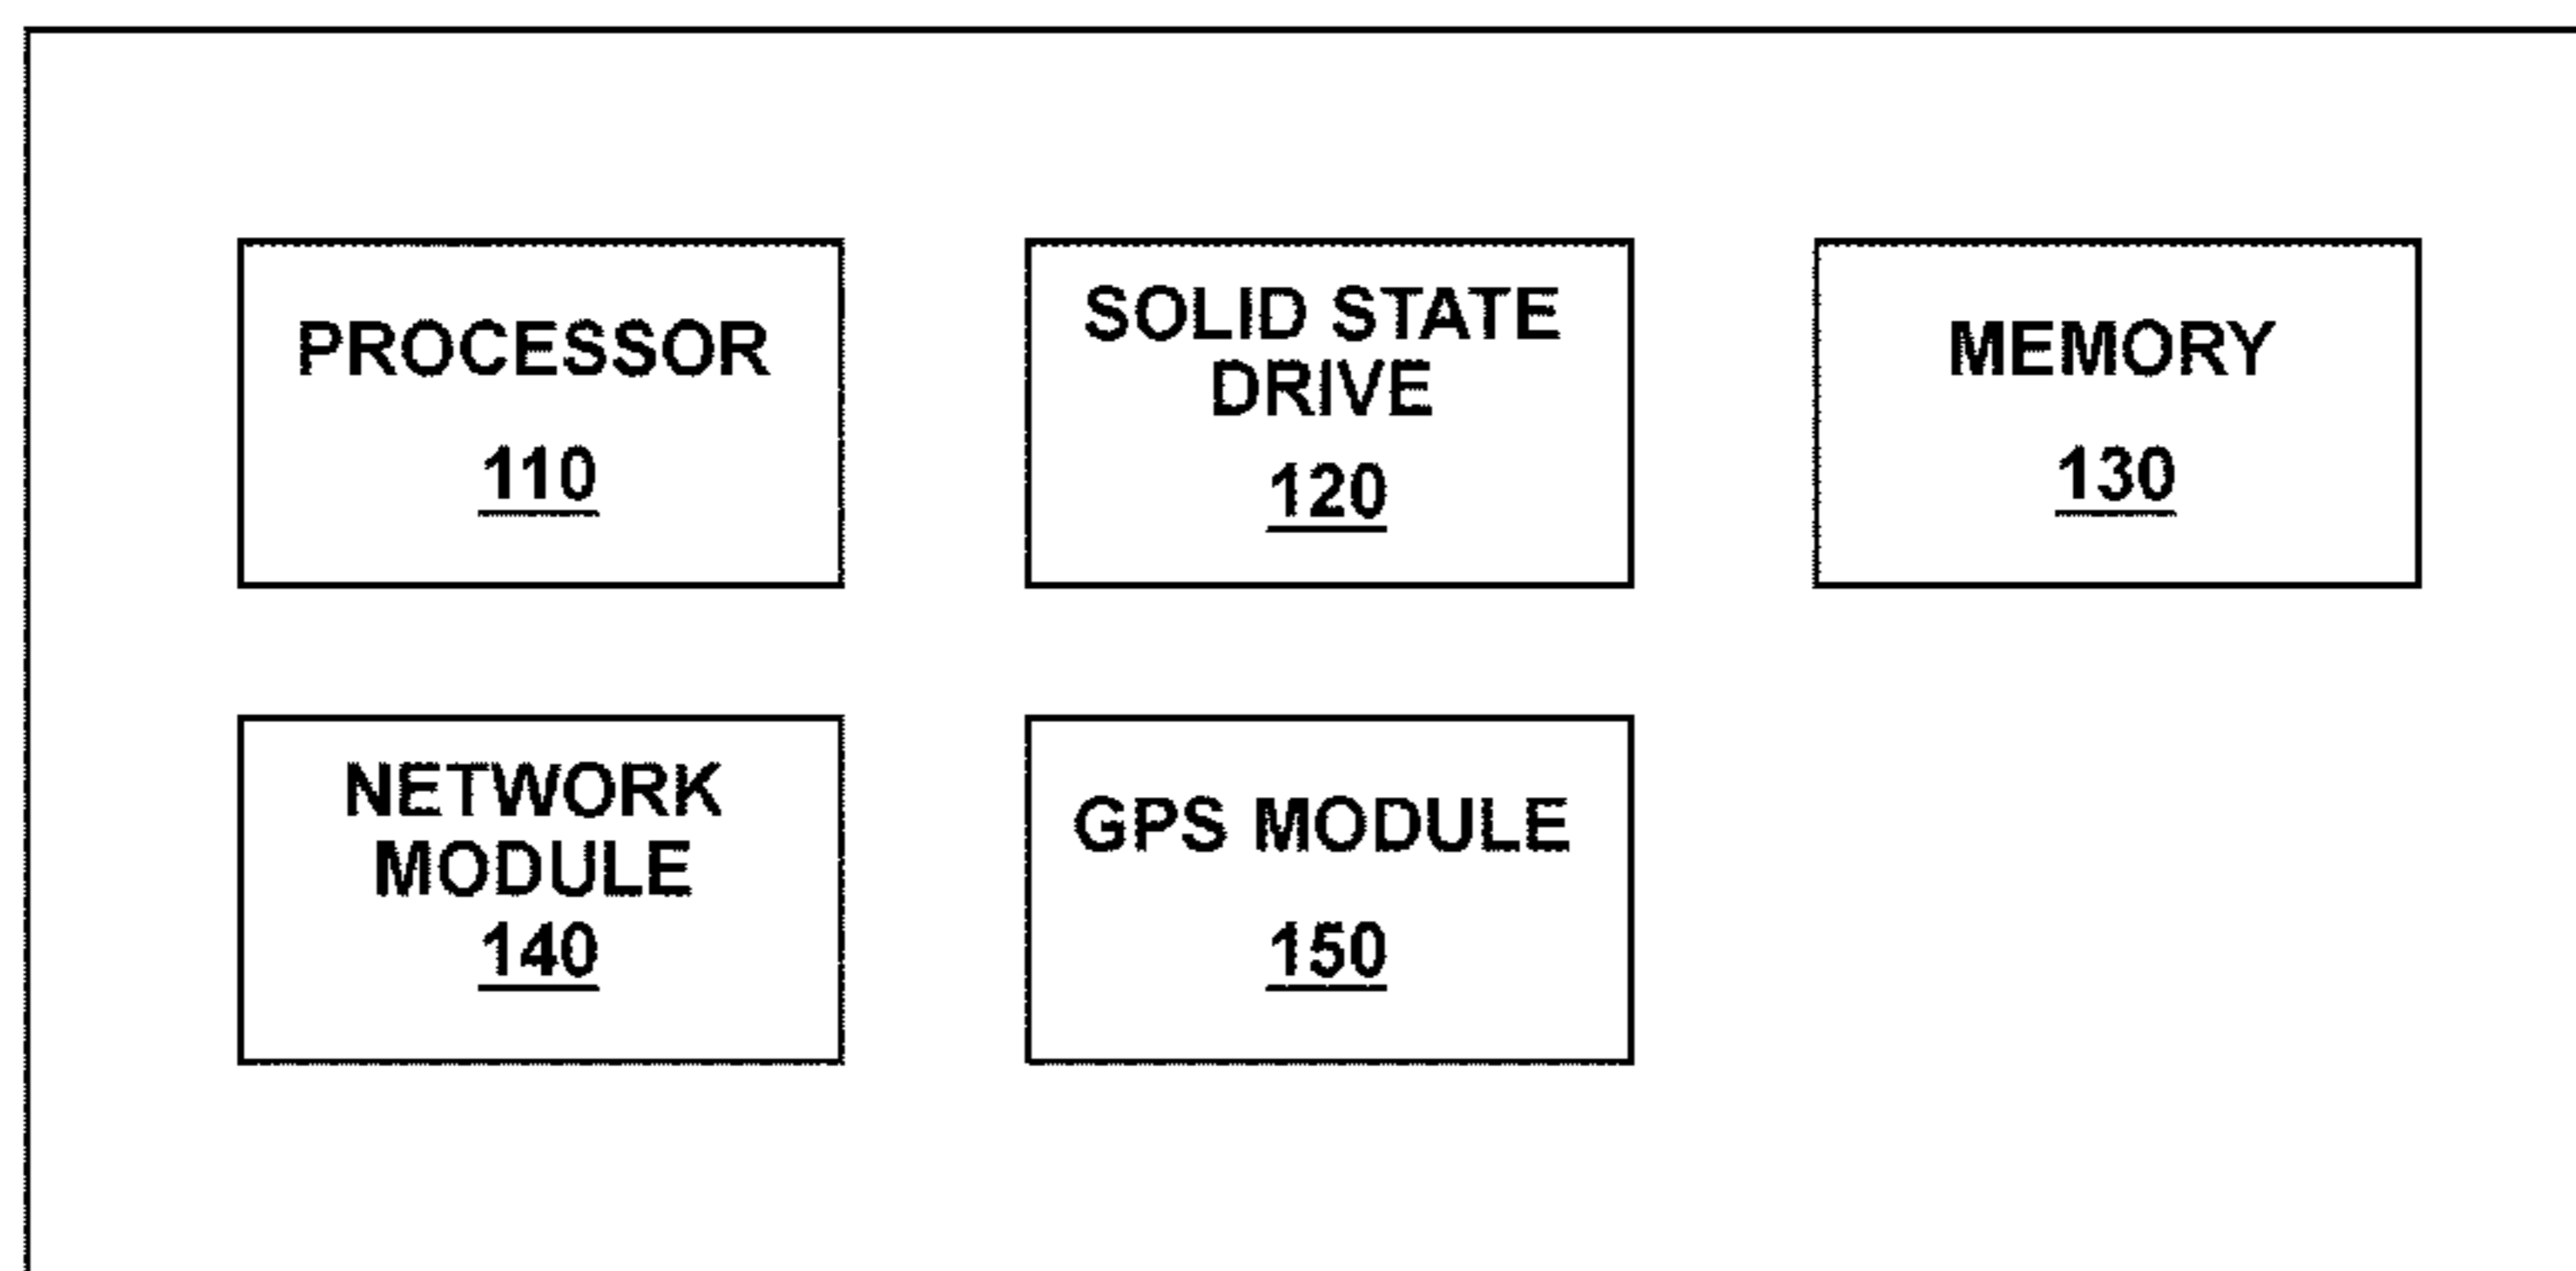 PROCESSOR
110
SOLID STATE
DRIVE
120
MEMORY
130
NETWORK
MODULE
140
GPS MODULE
150